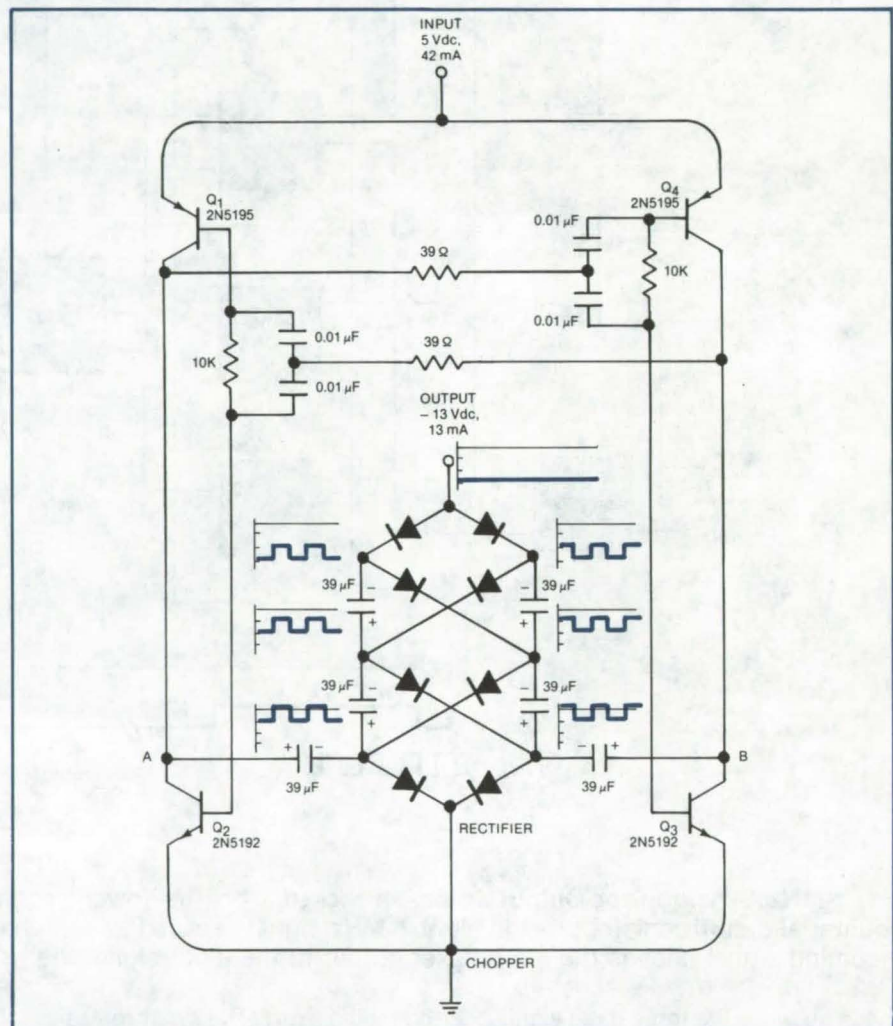 INPUT
5 Vdc,
42 mA
Q1
2N5195
Q4
2N5195
0.01 µF
39 Ω
10K
0.01 µF
0.01 µF
39 Ω
10K
0.01 µF
OUTPUT
– 13 Vdc,
13 mA
39 µF
39 µF
+
+
39 µF
–
–
39 µF
+
+
A
+
–
–
+
B
39 µF
39 µF
Q2
2N5192
RECTIFIER
Q3
2N5192
CHOPPER